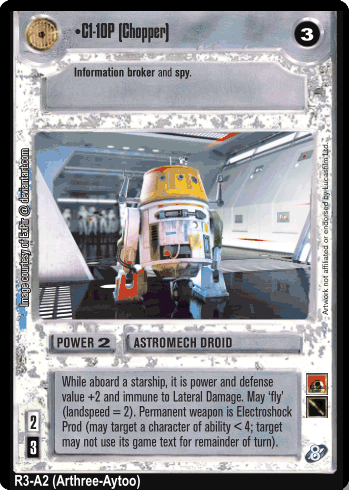 •C1-10P (Chopper)
3
Information broker and spy.
Image courtesy of EspR @ deviantart.com
Artwork not affiliated or endorsed by Lucasfilm Ltd.
POWER 2
ASTROMECH DROID
While aboard a starship, it is power and defense
value +2 and immune to Lateral Damage. May 'fly'
(landspeed = 2). Permanent weapon is Electroshock
Prod (may target a character of ability < 4; target
may not use its game text for remainder of turn).
2
3
8
R3-A2 (Arthree-Aytoo)